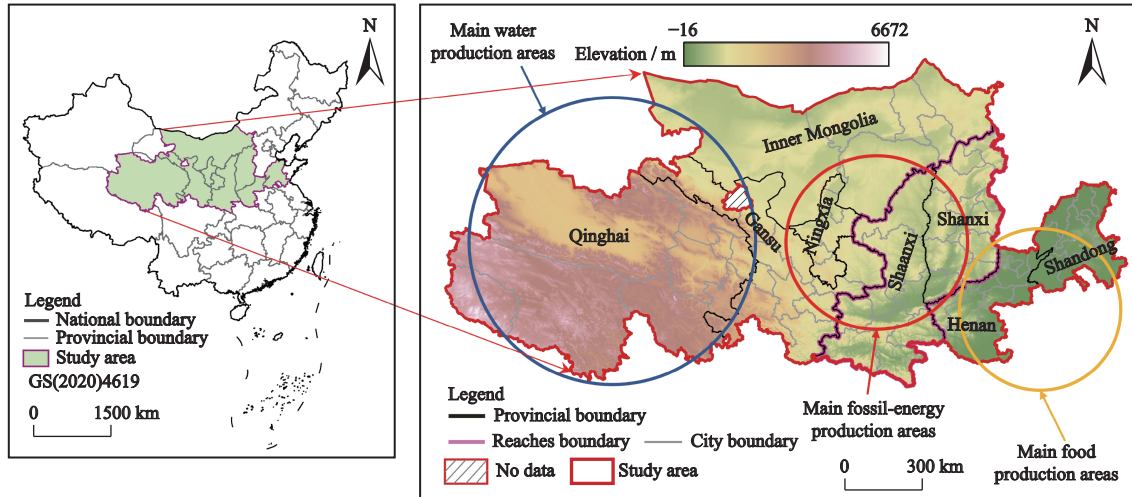 N
Legend
National boundary
Provincial boundary
Study area
GS(2020)4619
0 1500 km
Main water
production areas
−16 6672
Elevation / m
N
Inner Mongolia
Qinghai
Gansu
Ningxia
Shaanxi
Shanxi
Shandong
Henan
Legend
Provincial boundary
Reaches boundary City boundary
No data Study area
Main fossil-energy
production areas
0 300 km
Main food
production areas